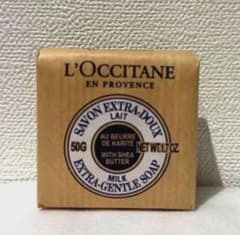 L'OCCITANE
EN PROVENCE
SAVON EXTRA-DOUX
LAIT
AU BEURRE
DE KARITE
50G
NET WT.1.7 OZ.
WITH SHEA
BUTTER
MILK
EXTRA-GENTLE SOAP